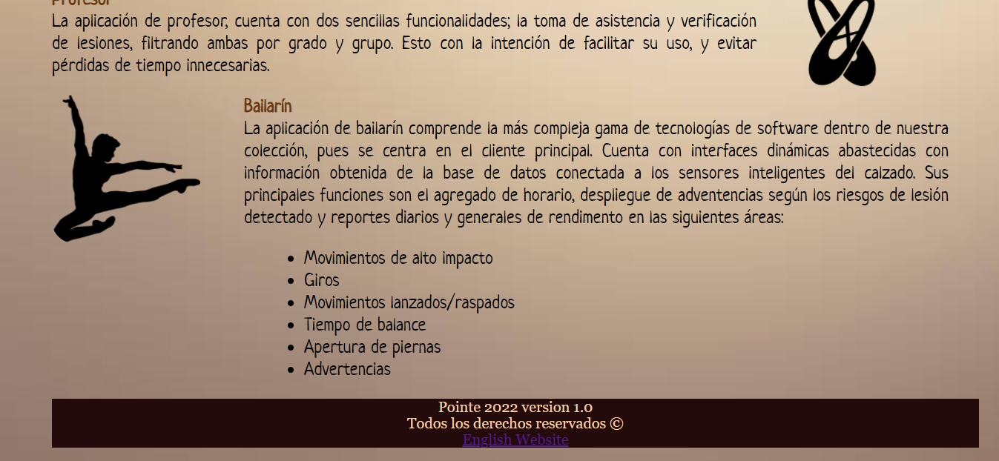 Profesor
La aplicación de profesor, cuenta con dos sencillas funcionalidades; la toma de asistencia y verificación
de lesiones, filtrando ambas por grado y grupo. Esto con la intención de facilitar su uso, y evitar
pérdidas de tiempo innecesarias.
Bailarín
La aplicación de bailarín comprende la más compleja gama de tecnologías de software dentro de nuestra
colección, pues se centra en el cliente principal. Cuenta con interfaces dinámicas abastecidas con
información obtenida de la base de datos conectada a los sensores inteligentes del calzado. Sus
principales funciones son el agregado de horario, despliegue de adventencias según los riesgos de lesión
detectado y reportes diarios y generales de rendimento en las siguientes áreas:
• Movimientos de alto impacto
• Giros
• Movimientos lanzados/raspados
• Tiempo de balance
• Apertura de piernas
• Advertencias
Pointe 2022 version 1.0
Todos los derechos reservados ©
English Website